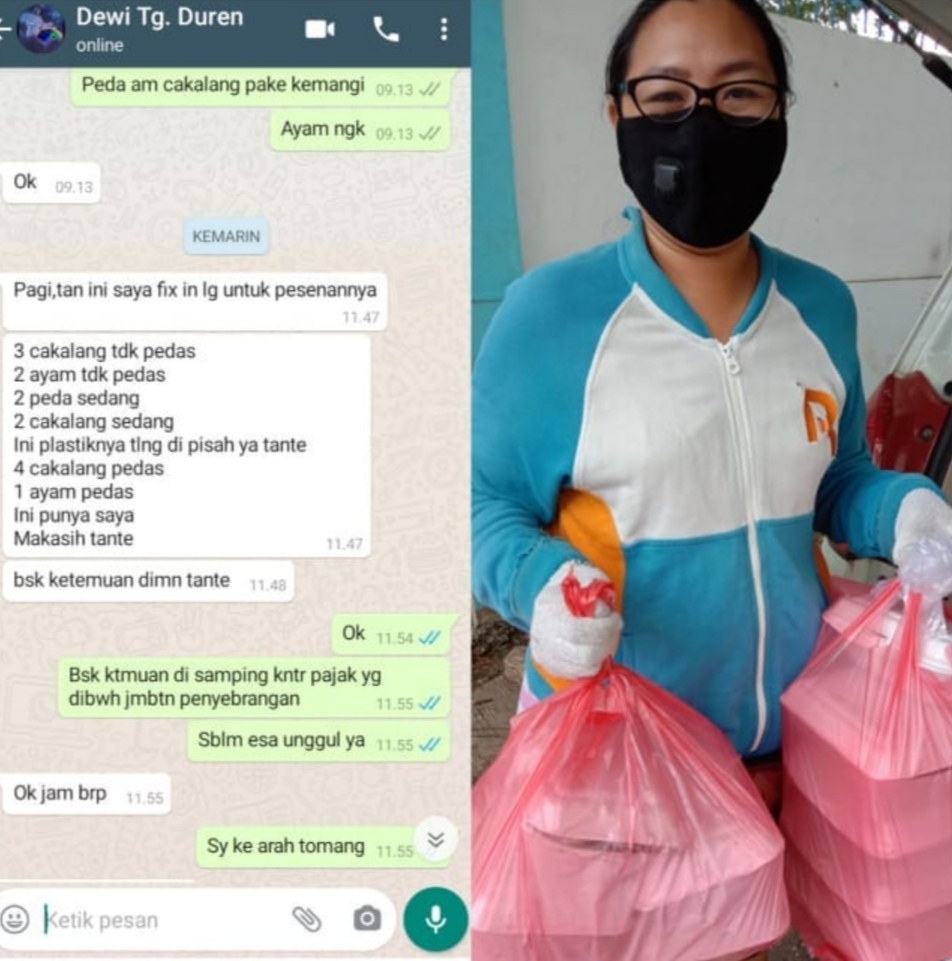 Dewi Tg. Duren
online
Peda am cakalang pake kemangi 09.13
Ayam ngk 09.13
Ok 09.13
KEMARIN
Pagi,tan ini saya fix in lg untuk pesenannya
11.47
3 cakalang tdk pedas
2 ayam tdk pedas
2 peda sedang
2 cakalang sedang
Ini plastiknya tlng di pisah ya tante
4 cakalang pedas
1 ayam pedas
Ini punya saya
Makasih tante 11.47
bsk ketemuan dimn tante 11.48
Ok 11.54
Bsk ktmuan di samping kntr pajak yg
dibwh jmbtn penyebrangan 11.55
Sblm esa unggul ya 11.55
Ok jam brp 11.55
Sy ke arah tomang 11.55
Ketik pesan
R